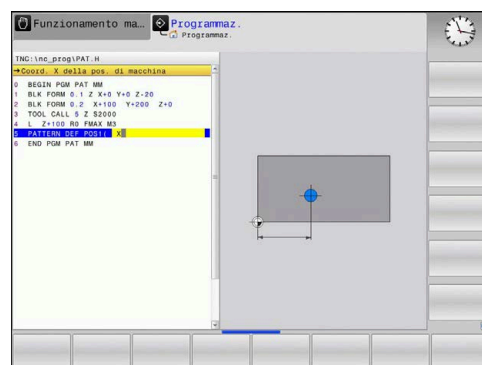 Funzionamento ma...
Programmaz.
Programmaz.
TNC:\nc_prog\PAT.H
→Coord. X della pos. di macchina
0 BEGIN PGM PAT MM
1 BLK FORM 0.1 Z X+0 Y+0 Z-20
2 BLK FORM 0.2 X+100 Y+200 Z+0
3 TOOL CALL 5 Z S2000
4 L Z+100 R0 FMAX M3
5 PATTERN DEF POS1( X
6 END PGM PAT MM